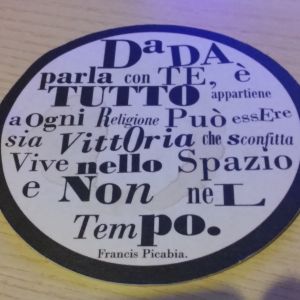 DaDA
parla con TE, è
TUTTO appartiene
a Ogni Religione Può essEre
sia VittOria che sconfitta
Vive nello Spazio
e Non neL
Tempo.
Francis Picabia.